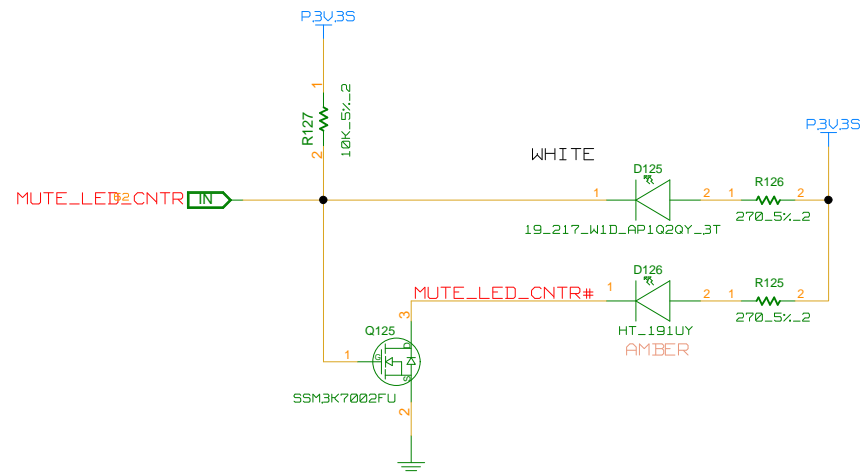 P3V3S
1
R127
10K_5%_2
2
P3V3S
WHITE
D125
R126
MUTE_LED_CNTR
62
IN
1
2
1
2
19_217_W1D_AP1Q2QY_3T
270_5%_2
D126
R125
MUTE_LED_CNTR#
1
2
1
2
HT_191UY
270_5%_2
AMBER
3
Q125
D
1
G
S
SSM3K7002FU
2